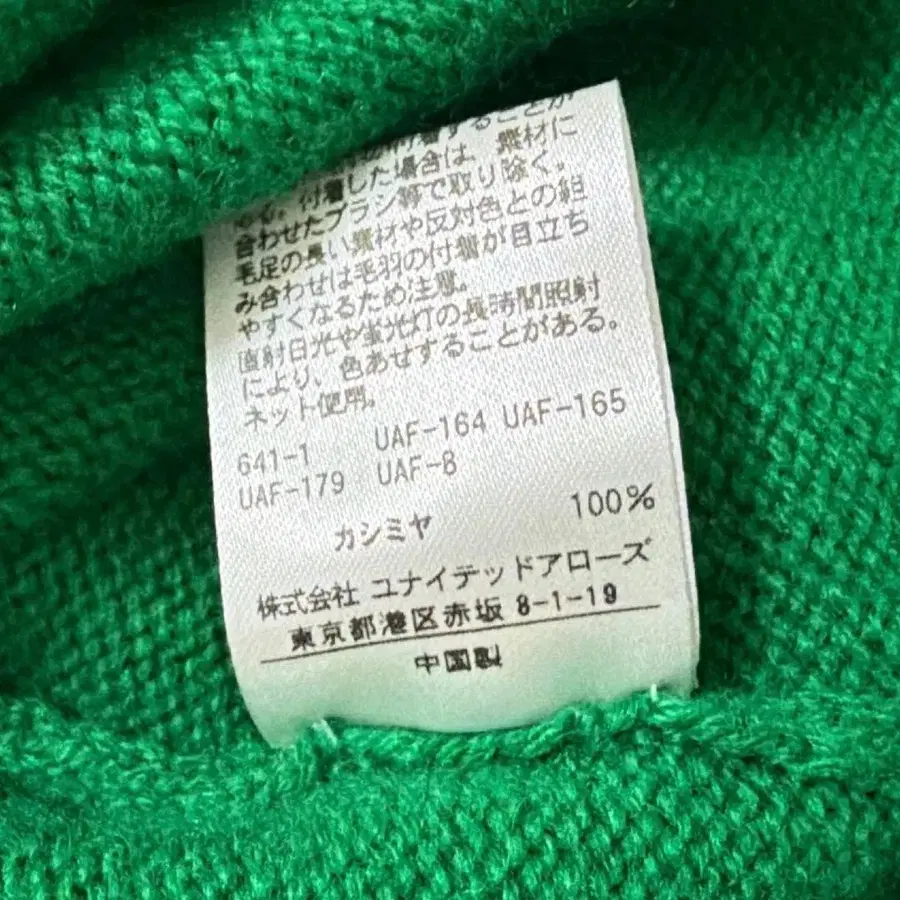 付着することが
ある。付着した場合は、素材に
合わせたブラシ等で取り除く。
毛足の長い素材や反対色との組
み合わせは毛羽の付着が目立ち
やすくなるため注意。
直射日光や蛍光灯の長時間照射
により、色あせすることがある。
ネット使用。
641-1 UAF-164 UAF-165
UAF-179 UAF-8
カシミヤ 100%
株式会社 ユナイテッドアローズ
東京都港区赤坂 8-1-19
中国製